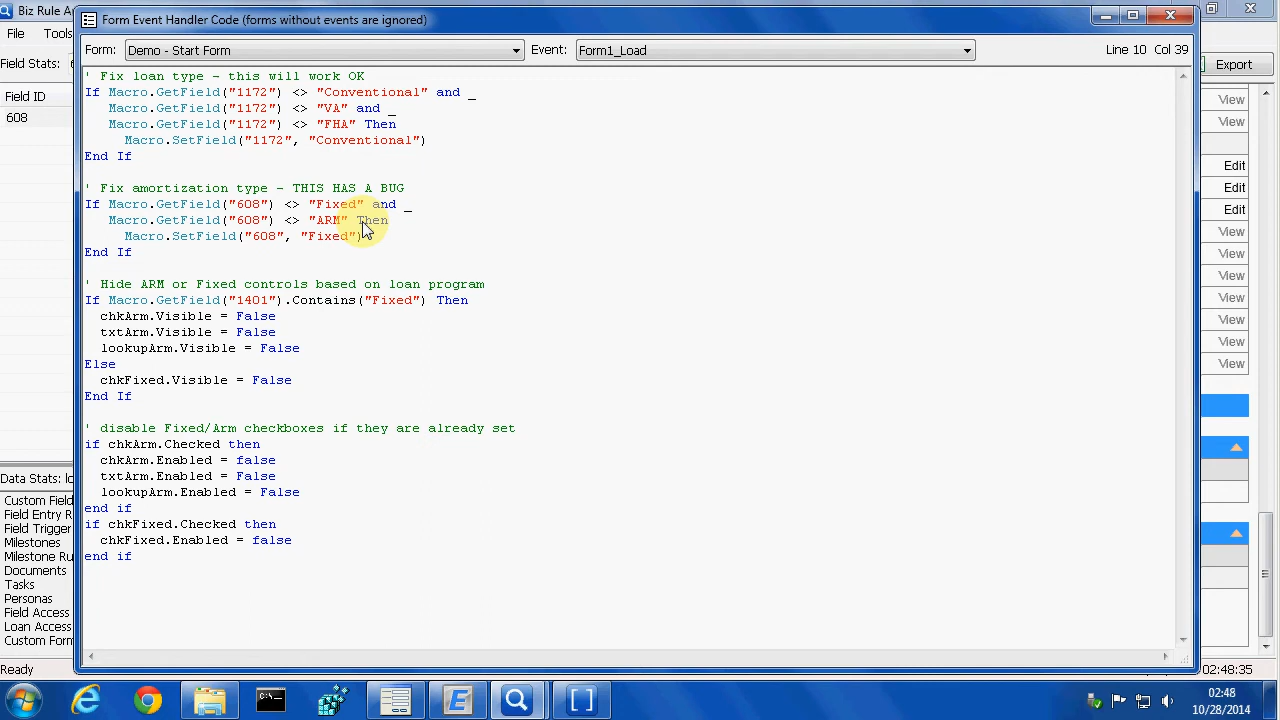 Biz Rule A
Form Event Handler Code (forms without events are ignored)
File Tools
Form: Demo - Start Form Event: Form1_Load Line 10 Col 39
Field Stats:
Export
Field ID
608
' Fix loan type - this will work OK
If Macro.GetField("1172") <> "Conventional" and _
Macro.GetField("1172") <> "VA" and _
Macro.GetField("1172") <> "FHA" Then
Macro.SetField("1172", "Conventional")
End If
' Fix amortization type - THIS HAS A BUG
If Macro.GetField("608") <> "Fixed" and _
Macro.GetField("608") <> "ARM" Then
Macro.SetField("608", "Fixed")
End If
' Hide ARM or Fixed controls based on loan program
If Macro.GetField("1401").Contains("Fixed") Then
chkArm.Visible = False
txtArm.Visible = False
lookupArm.Visible = False
Else
chkFixed.Visible = False
End If
' disable Fixed/Arm checkboxes if they are already set
if chkArm.Checked then
chkArm.Enabled = false
txtArm.Enabled = False
lookupArm.Enabled = False
end if
if chkFixed.Checked then
chkFixed.Enabled = false
end if
View
View
Edit
Edit
Edit
View
View
View
View
View
View
View
Data Stats: lo
Custom Field
Field Entry R
Field Trigger
Milestones
Milestone Ru
Documents
Tasks
Personas
Field Access
Loan Access
Custom Form
Ready
02:48:35
02:48
10/28/2014